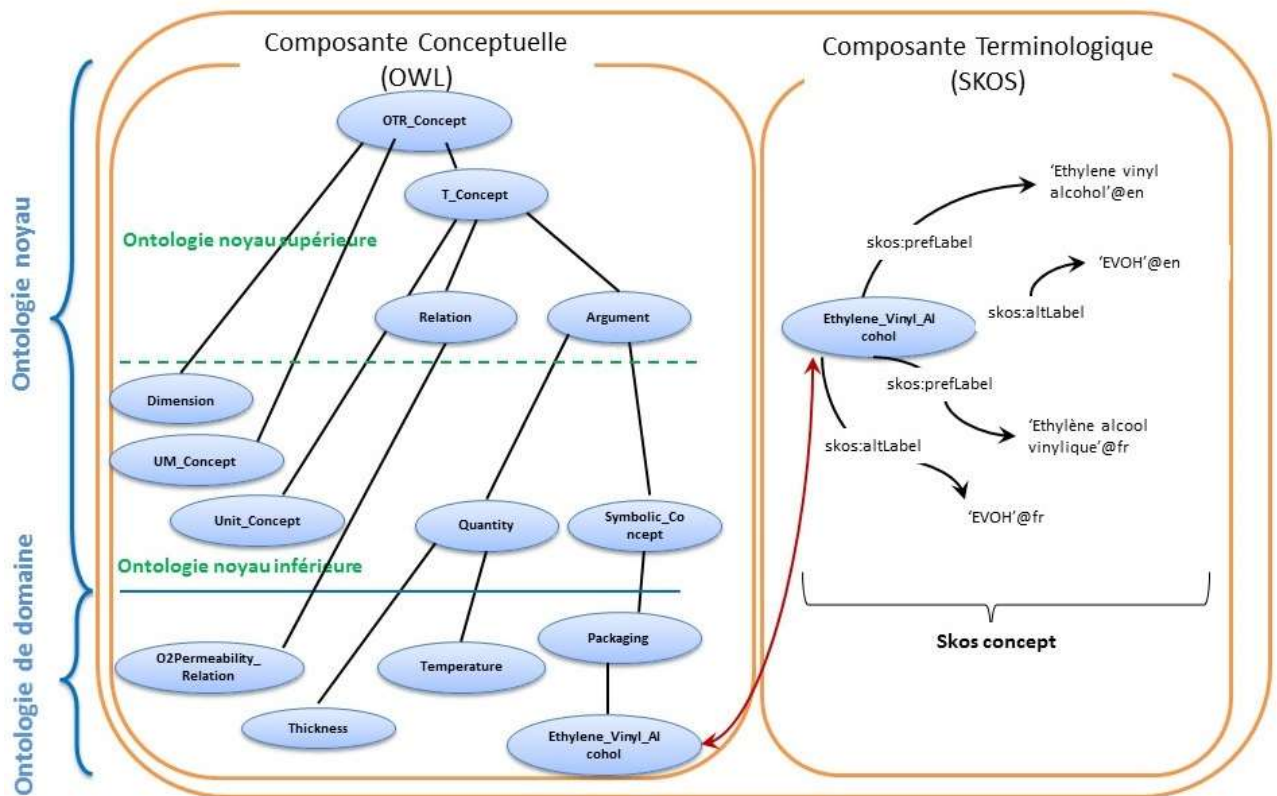 Composante Conceptuelle
(OWL)
Composante Terminologique
(SKOS)
Ontologie noyau
Ontologie de domaine
OTR_Concept
T_Concept
Ontologie noyau supérieure
Relation
Argument
Dimension
UM_Concept
Unit_Concept
Quantity
Symbolic_Co
ncept
Ontologie noyau inférieure
O2Permeability_
Relation
Temperature
Packaging
Thickness
Ethylene_Vinyl_Al
cohol
‘Ethylene vinyl
alcohol’@en
skos:prefLabel
‘EVOH’@en
skos:altLabel
Ethylene_Vinyl_Al
cohol
skos:prefLabel
‘Ethylène alcool
vinylique’@fr
skos:altLabel
‘EVOH’@fr
Skos concept